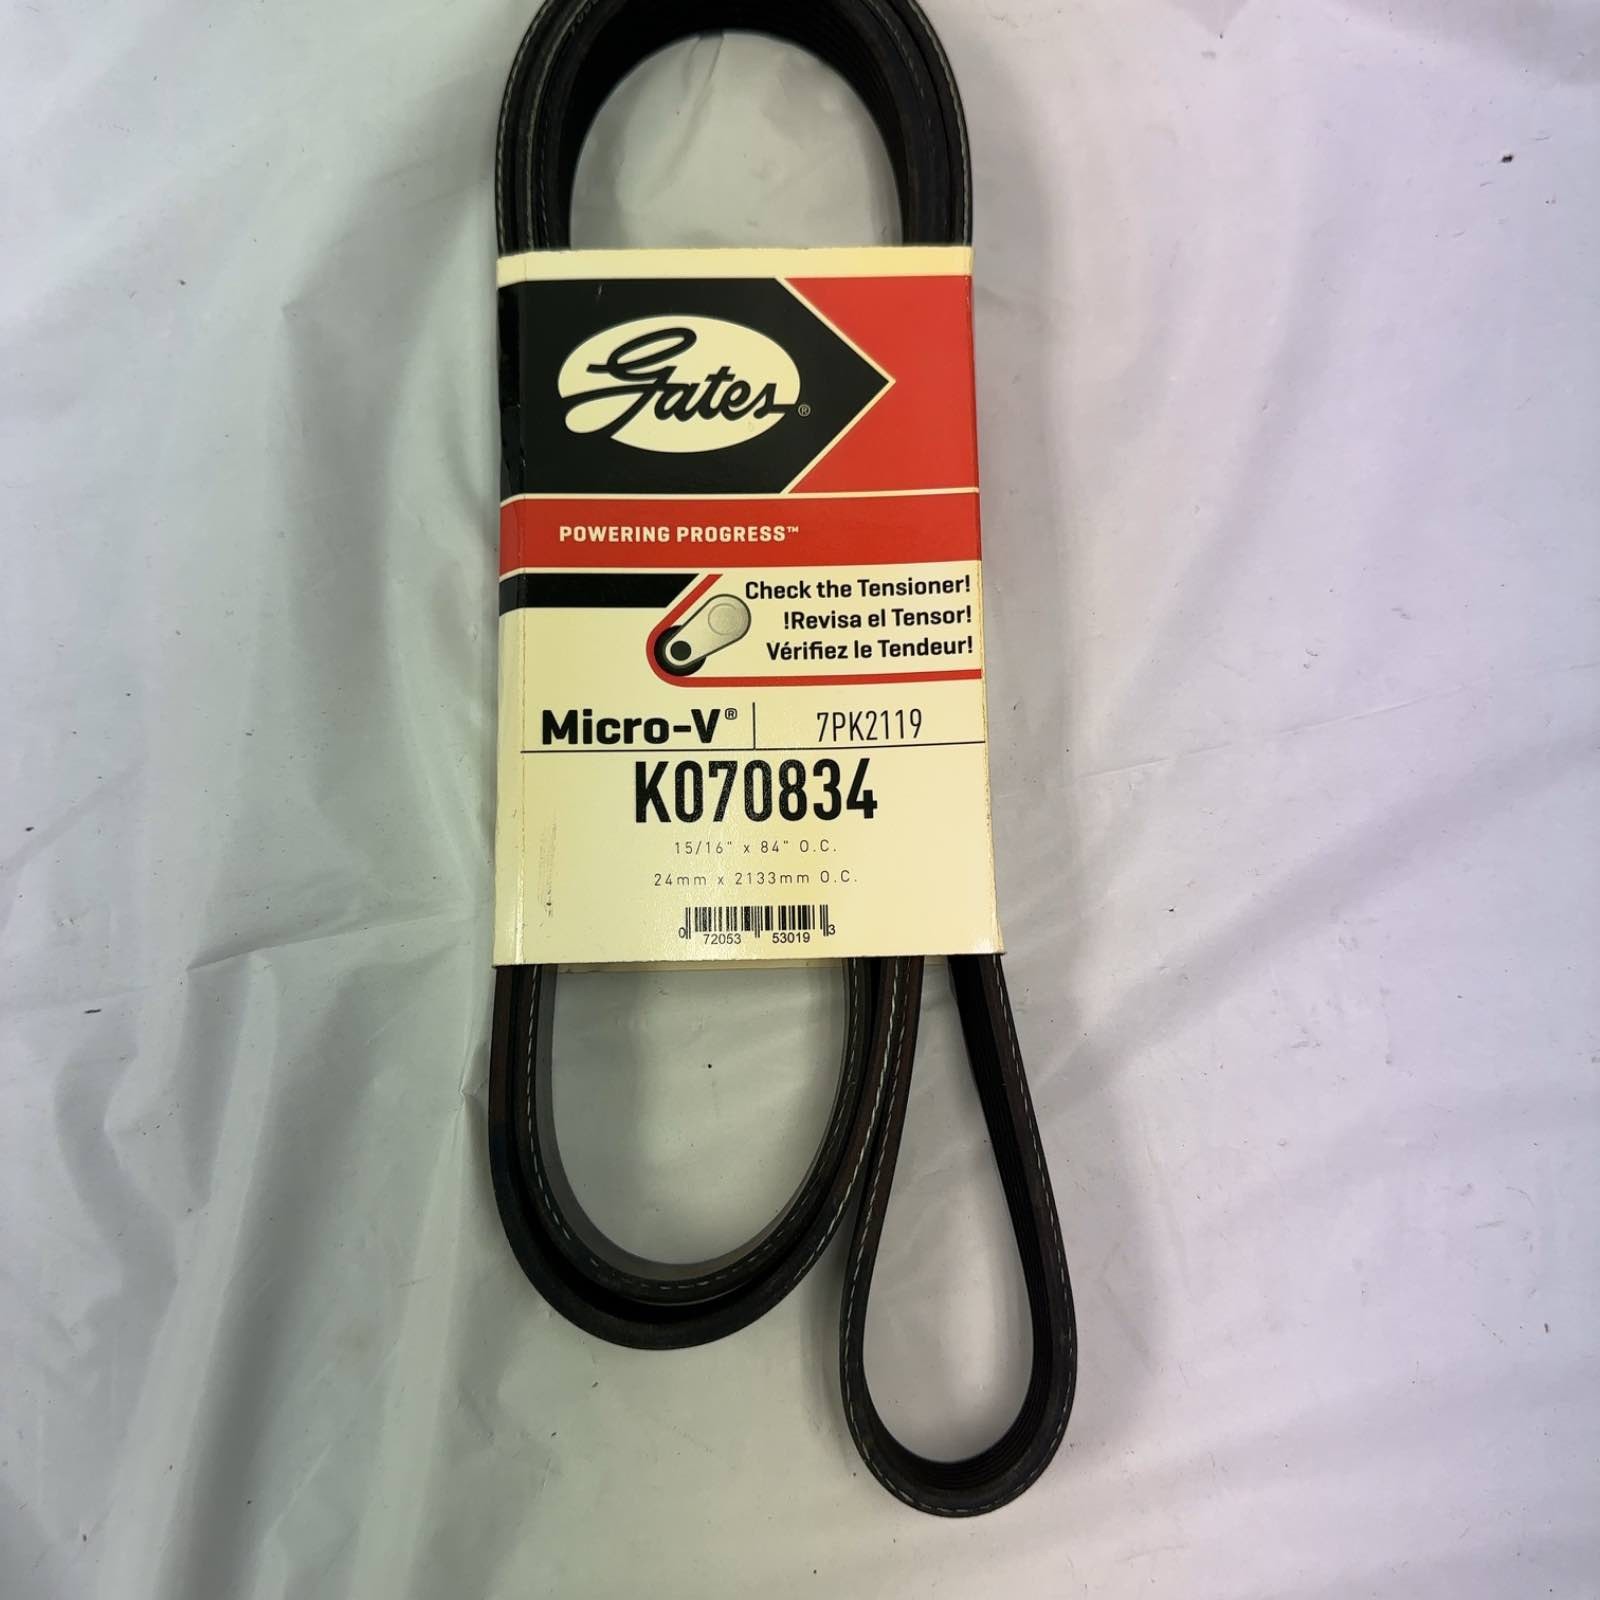 Gates®
POWERING PROGRESS™
Check the Tensioner!
!Revisa el Tensor!
Vérifiez le Tendeur!
Micro-V® 7PK2119
K070834
15/16" x 84" O.C.
24mm x 2133mm O.C.
0 72053 53019 3